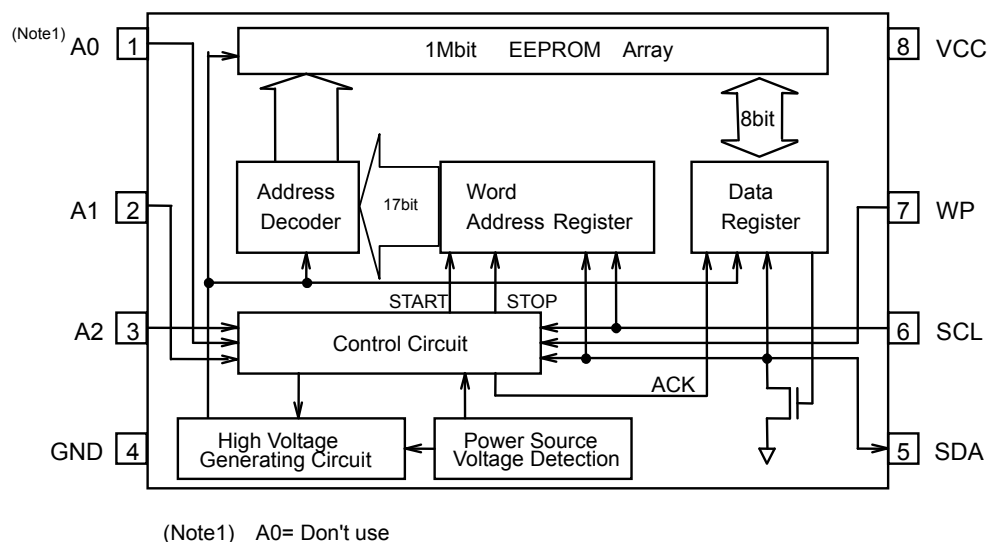 (Note1) A0 1
1Mbit EEPROM Array
8 VCC
8bit
A1 2
Address
Decoder
17bit
Word
Address Register
Data
Register
7 WP
START
STOP
A2 3
Control Circuit
6 SCL
ACK
GND 4
High Voltage
Generating Circuit
Power Source
Voltage Detection
5 SDA
(Note1) A0= Don't use